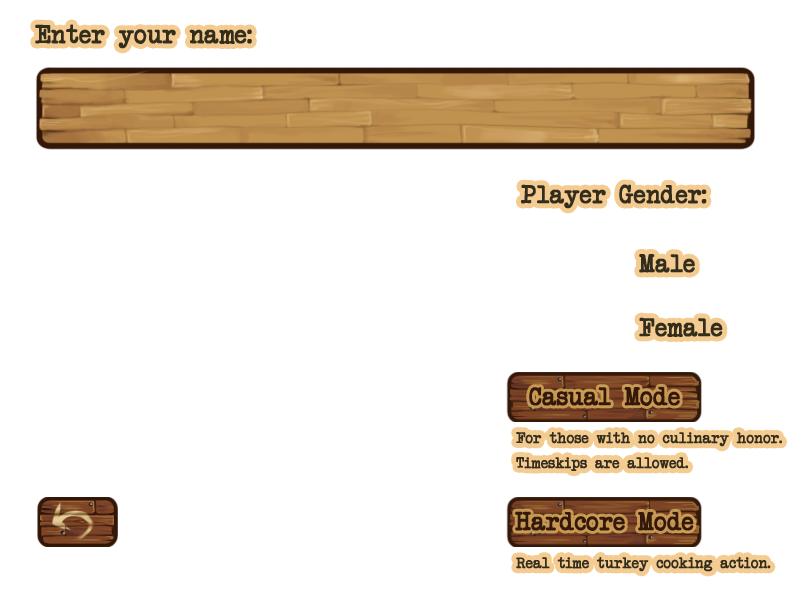 Enter your name:
Player Gender:
Male
Female
Casual Mode
For those with no culinary honor.
Timeskips are allowed.
Hardcore Mode
Real time turkey cooking action.